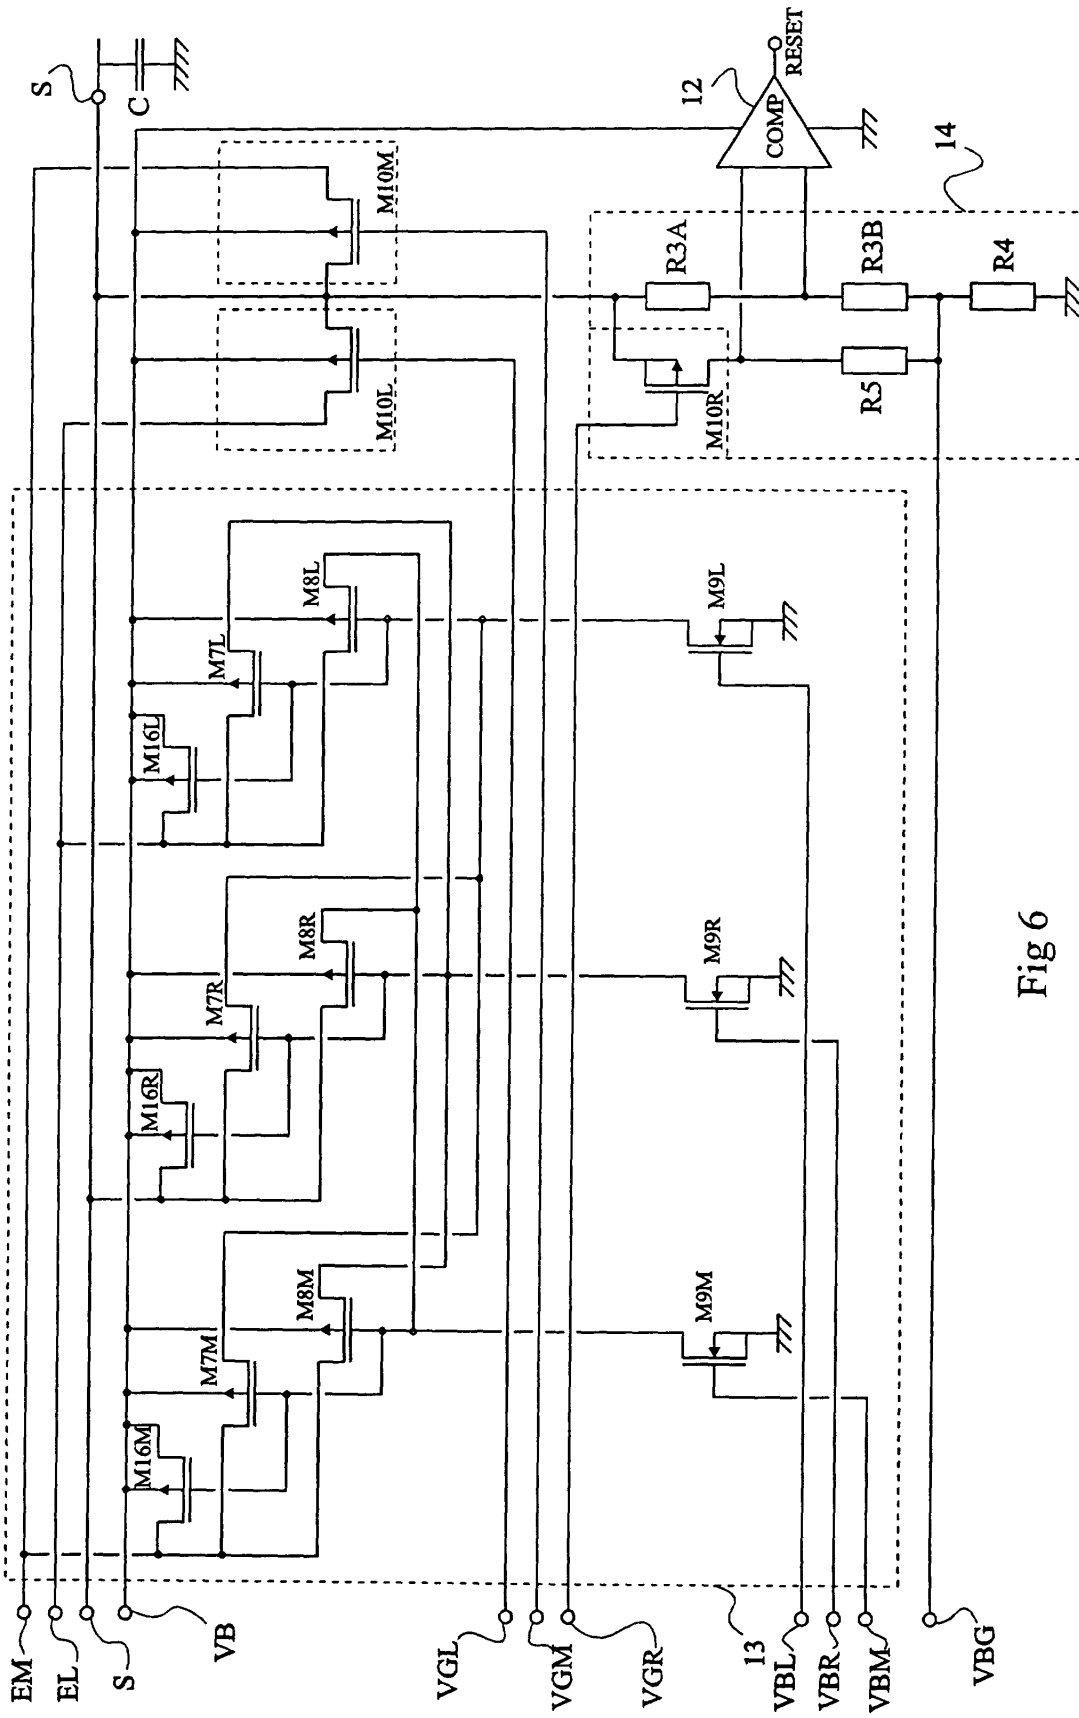 EM
EL
S
VB
VGL
VGM
VGR
13
VBL
VBR
VBM
VBG
M16M
M7M
M8M
M9M
M16R
M7R
M8R
M9R
M16L
M7L
M8L
M9L
M10L
M10M
S
C
12
COMP
RESET
14
M10R
R3A
R3B
R5
R4
Fig 6